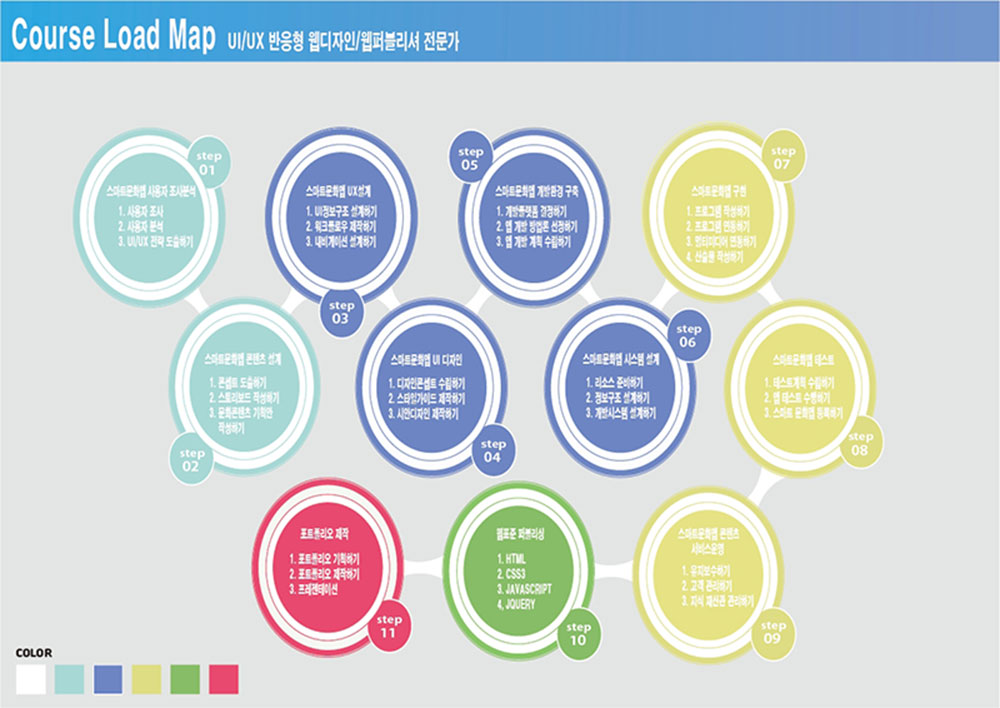 Course Load Map UI/UX 반응형 웹디자인/웹퍼블리셔 전문가
step
01
스마트문화앱 사용자 조사분석
1. 사용자 조사
2. 사용자 분석
3. UI/UX 전략 도출하기
step
02
스마트문화앱 콘텐츠 설계
1. 콘셉트 도출하기
2. 스토리보드 작성하기
3. 문화콘텐츠 기획안
작성하기
step
03
스마트문화앱 UX설계
1. UI정보구조 설계하기
2. 워크플로우 제작하기
3. 내비게이션 설계하기
step
04
스마트문화앱 UI 디자인
1. 디자인콘셉트 수립하기
2. 스타일가이드 제작하기
3. 시안디자인 제작하기
step
05
스마트문화앱 개발환경 구축
1. 개발플랫폼 결정하기
2. 앱 개발 방법론 선정하기
3. 앱 개발 계획 수립하기
step
06
스마트문화앱 시스템 설계
1. 리소스 준비하기
2. 정보구조 설계하기
3. 개발시스템 설계하기
step
07
스마트문화앱 구현
1. 프로그램 작성하기
2. 프로그램 연동하기
3. 멀티미디어 연동하기
4. 산출물 작성하기
step
08
스마트문화앱 테스트
1. 테스트계획 수립하기
2. 앱 테스트 수행하기
3. 스마트 문화앱 등록하기
step
09
스마트문화앱 콘텐츠
서비스운영
1. 유지보수하기
2. 고객 관리하기
3. 지식 재산권 관리하기
step
10
웹표준 퍼블리싱
1. HTML
2. CSS3
3. JAVASCRIPT
4, JQUERY
step
11
포트폴리오 제작
1. 포트폴리오 기획하기
2. 포트폴리오 제작하기
3. 프레젠테이션
COLOR